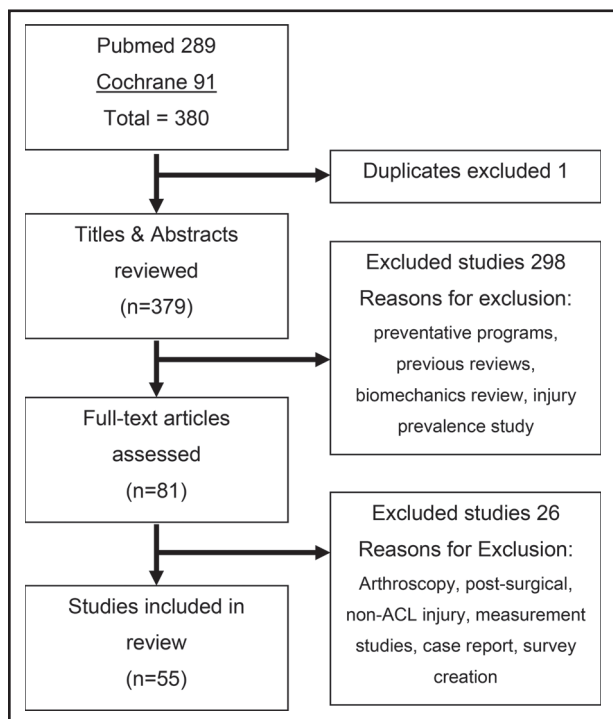 Pubmed 289
Cochrane 91
Total = 380
Duplicates excluded 1
Titles & Abstracts
reviewed
(n=379)
Excluded studies 298
Reasons for exclusion:
preventative programs,
previous reviews,
biomechanics review, injury
prevalence study
Full-text articles
assessed
(n=81)
Excluded studies 26
Reasons for Exclusion:
Arthroscopy, post-surgical,
non-ACL injury, measurement
studies, case report, survey
creation
Studies included in
review
(n=55)